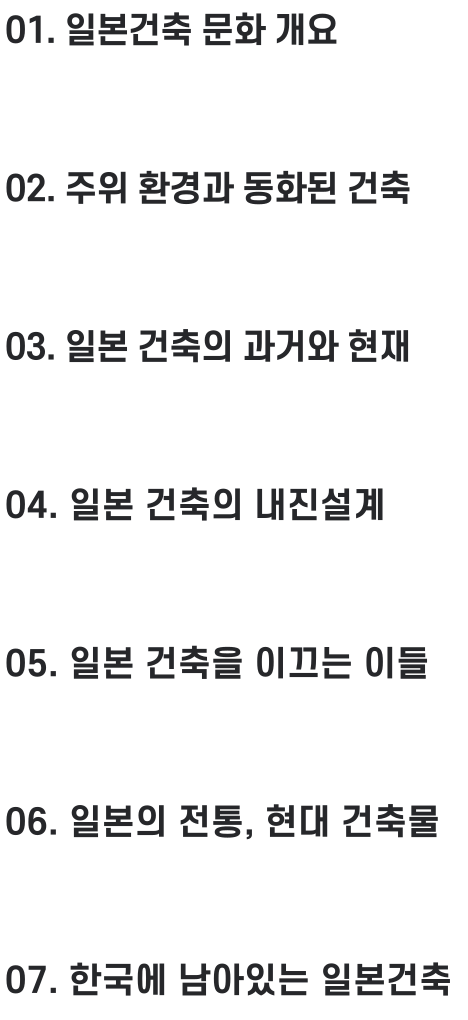 01. 일본건축 문화 개요
02. 주위 환경과 동화된 건축
03. 일본 건축의 과거와 현재
04. 일본 건축의 내진설계
05. 일본 건축을 이끄는 이들
06. 일본의 전통, 현대 건축물
07. 한국에 남아있는 일본건축